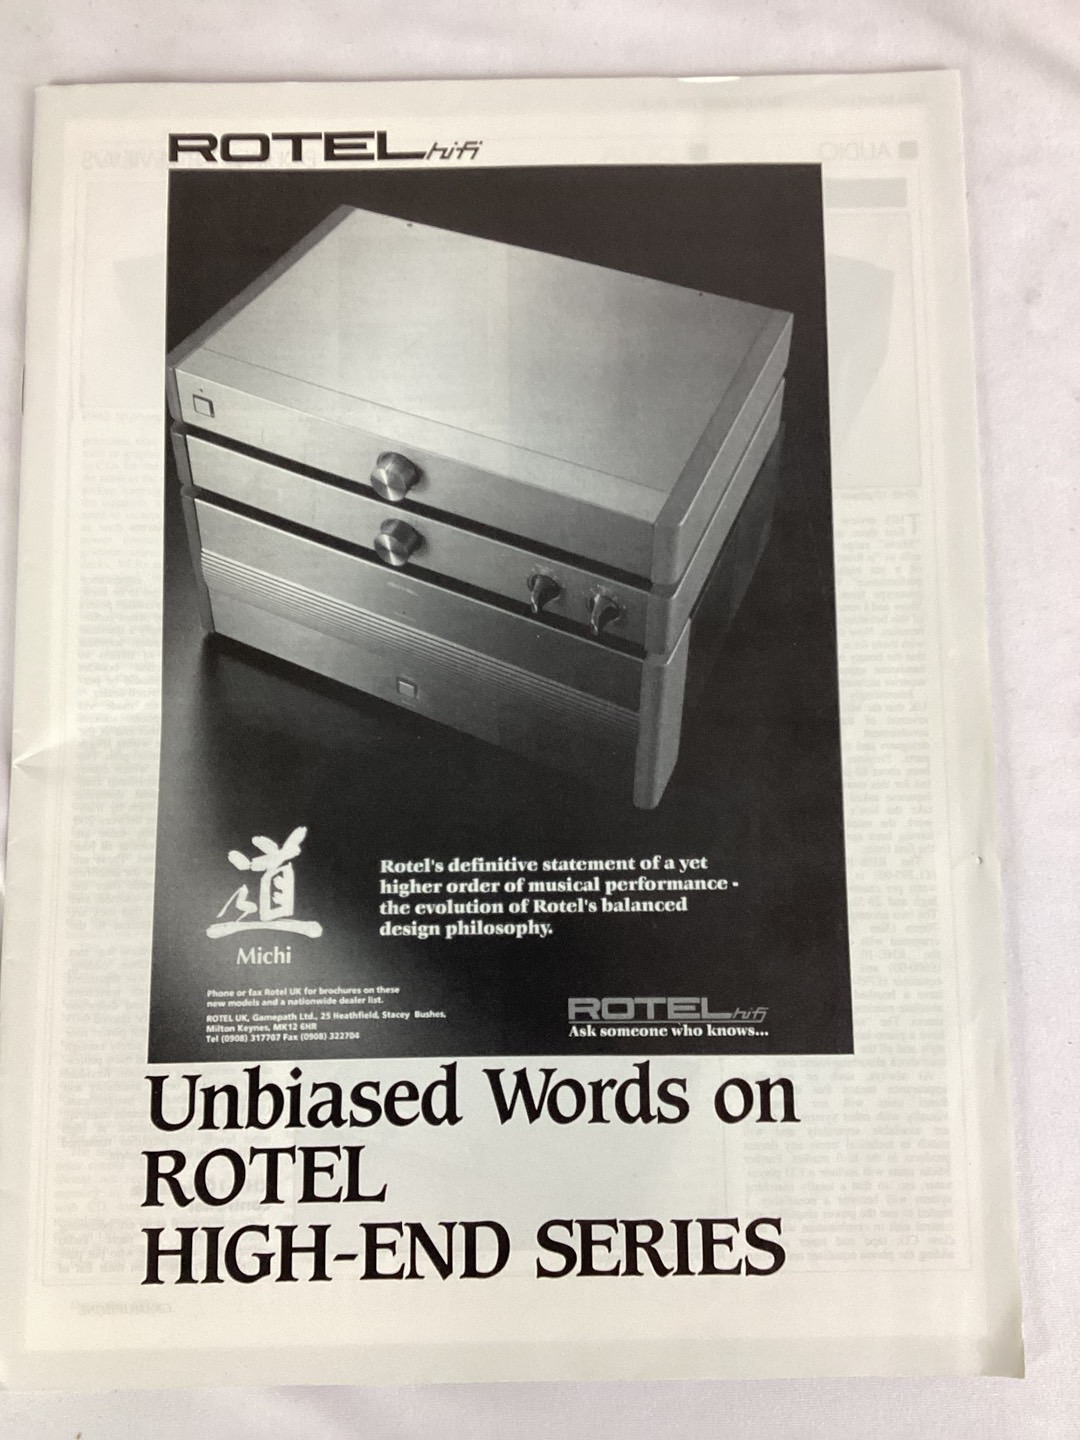 ROTEL hifi
道
乃
Michi
Rotel's definitive statement of a yet
higher order of musical performance -
the evolution of Rotel's balanced
design philosophy.
Phone or fax Rotel UK for brochures on these
new models and a nationwide dealer list.
ROTEL UK, Gamepath Ltd., 25 Heathfield, Stacey Bushes,
Milton Keynes, MK12 6HR
Tel (0908) 317707 Fax (0908) 322704
ROTEL hifi
Ask someone who knows...
Unbiased Words on
ROTEL
HIGH-END SERIES